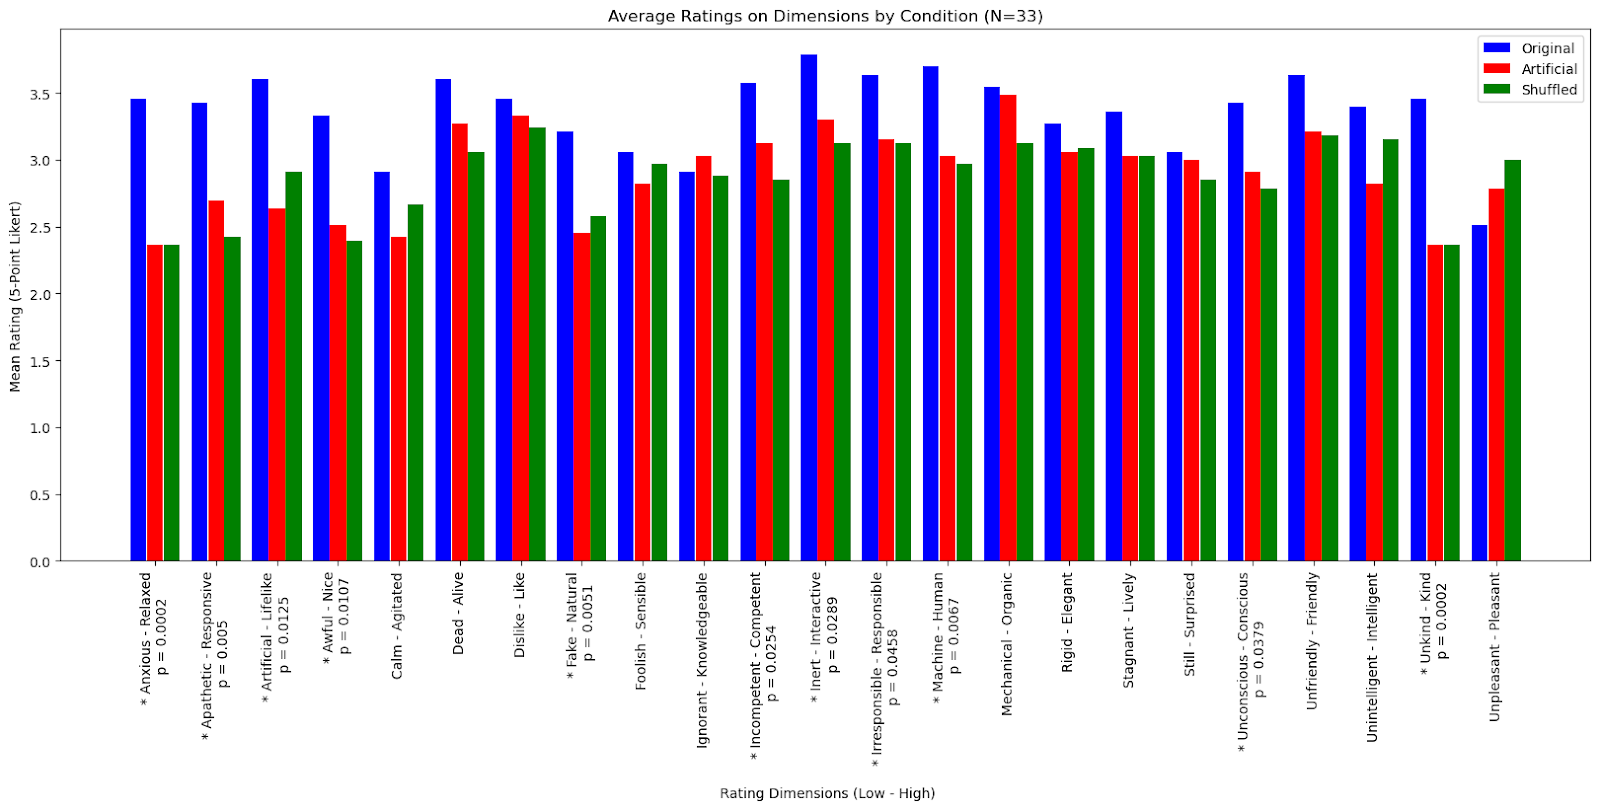 Average Ratings on Dimensions by Condition (N=33)
Original
Artificial
Shuffled
Mean Rating (5-Point Likert)
3.5
3.0
2.5
2.0
1.5
1.0
0.5
0.0
* Anxious - Relaxed
p = 0.0002
* Apathetic - Responsive
p = 0.005
* Artificial - Lifelike
p = 0.0125
* Awful - Nice
p = 0.0107
Calm - Agitated
Dead - Alive
Dislike - Like
* Fake - Natural
p = 0.0051
Foolish - Sensible
Ignorant - Knowledgeable
* Incompetent - Competent
p = 0.0254
* Inert - Interactive
p = 0.0289
* Irresponsible - Responsible
p = 0.0458
* Machine - Human
p = 0.0067
Mechanical - Organic
Rigid - Elegant
Stagnant - Lively
Still - Surprised
* Unconscious - Conscious
p = 0.0379
Unfriendly - Friendly
Unintelligent - Intelligent
* Unkind - Kind
p = 0.0002
Unpleasant - Pleasant
Rating Dimensions (Low - High)